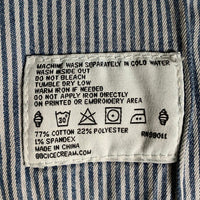 MACHINE WASH SEPARATELY IN COLD WATER
WASH INSIDE OUT
DO NOT BLEACH
TUMBLE DRY LOW
WARM IRON IF NEEDED
DO NOT APPLY IRON DIRECTLY
ON PRINTED OR EMBROIDERY AREA
30
77% COTTON 22% POLYESTER
1% SPANDEX
MADE IN CHINA
BBCICECREAM.COM